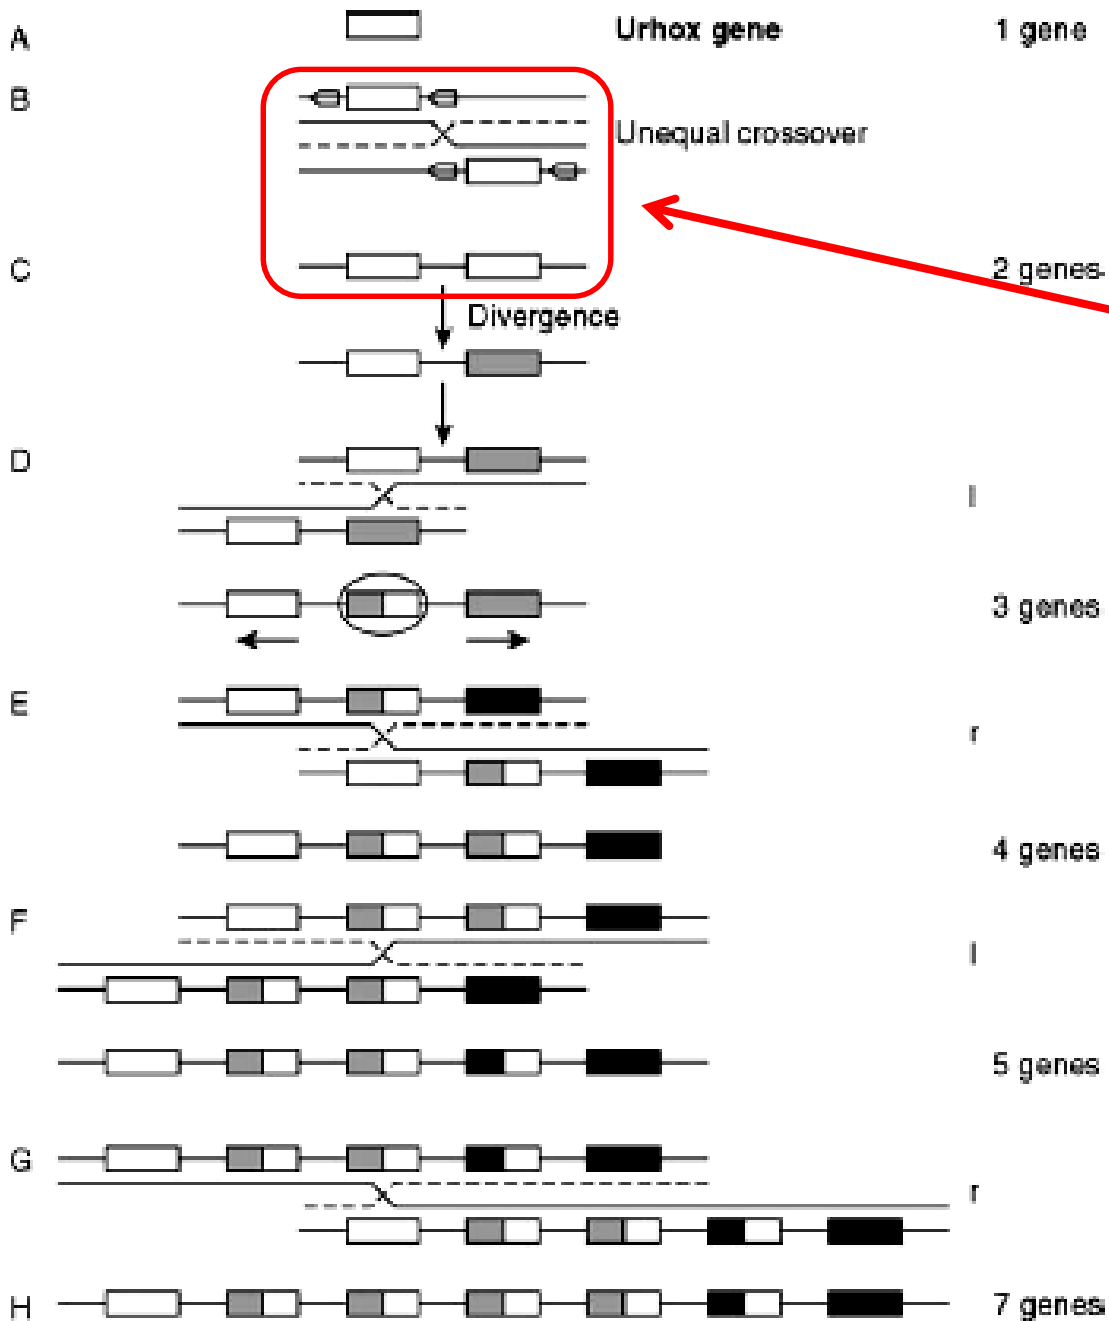 A Urhox gene 1 gene
B
Unequal crossover
C 2 genes
Divergence
D
l
3 genes
E
r
4 genes
F
l
5 genes
G
r
H 7 genes